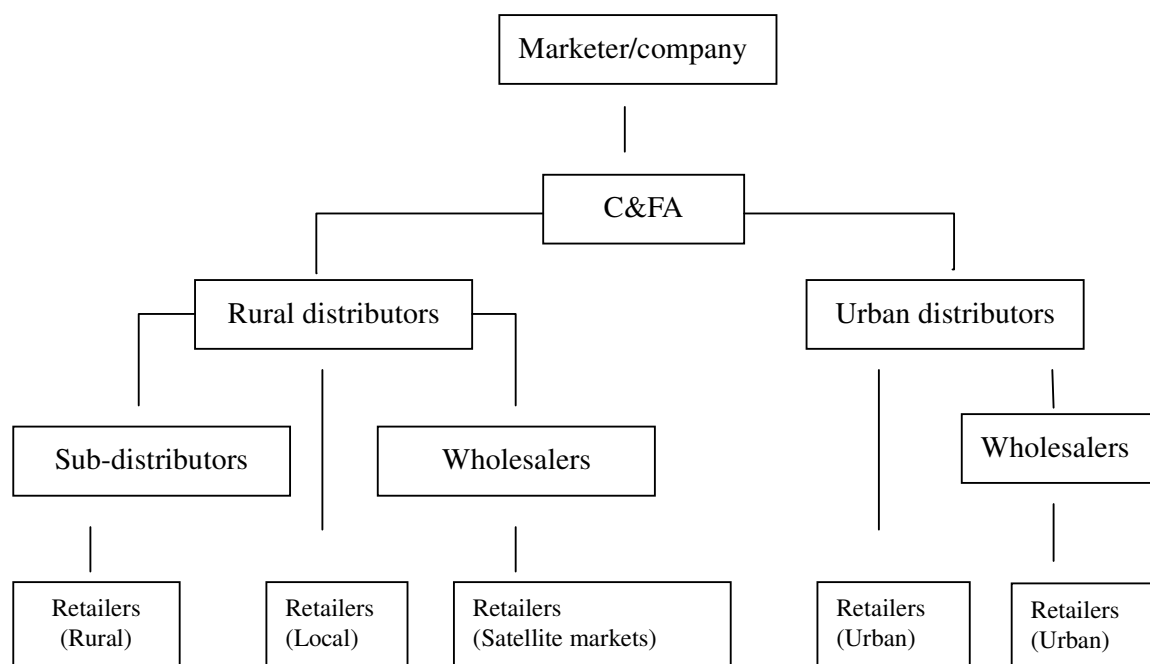 Marketer/company
C&FA
Rural distributors
Urban distributors
Sub-distributors
Wholesalers
Wholesalers
Retailers
(Rural)
Retailers
(Local)
Retailers
(Satellite markets)
Retailers
(Urban)
Retailers
(Urban)